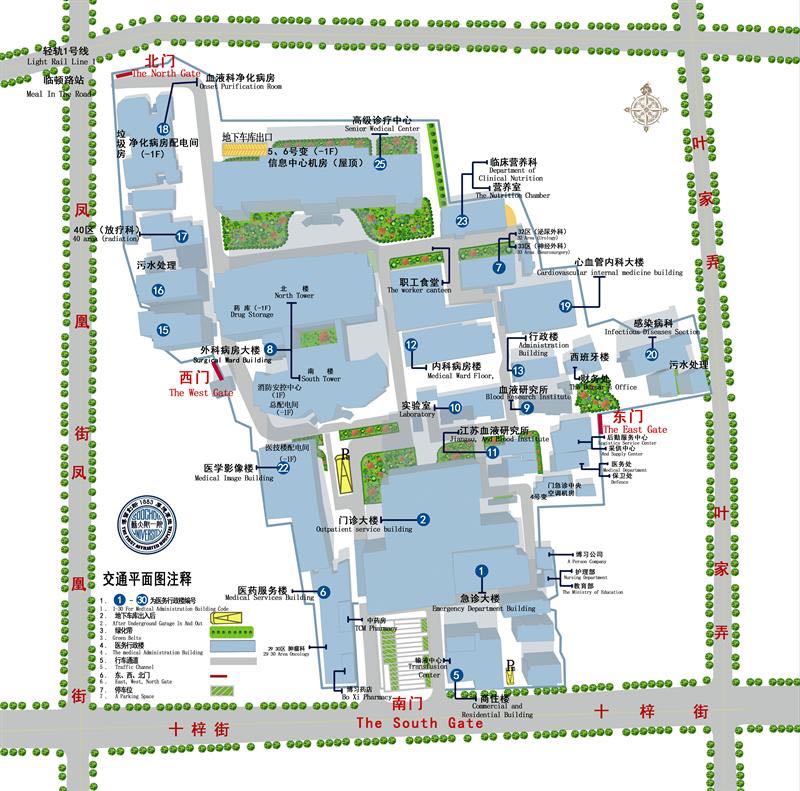 轻轨1号线
Light Rail Line 1
临顿路站
Meal In The Road
北门
The North Gate
血液科净化病房
Onset Purification Room
18
垃圾房
净化病房配电间
(-1F)
地下车库出口
高级诊疗中心
Senior Medical Center
5、6号变 (-1F)
信息中心机房（屋顶）
25
临床营养科
Department of
Clinical Nutrition
营养室
The Nutrition Chamber
23
叶家弄
凤凰街
40区（放疗科）
40 area (radiation)
17
32区（泌尿外科）
32 Area (Urology)
33区（神经外科）
33 Area (Neurosurgery)
7
污水处理
16
北楼
North Tower
药库 (-1F)
Drug Storage
职工食堂
The worker canteen
心血管内科大楼
Cardiovascular internal medicine building
19
15
外科病房大楼
Surgical Ward Building
8
南楼
South Tower
12
内科病房楼
Medical Ward Floor,
行政楼
Administration
Building
13
感染病科
Infectious Diseases Section
20
西班牙楼
污水处理
西门
The West Gate
消防安控中心
(1F)
总配电间
(-1F)
实验室
Laboratory
10
血液研究所
Blood Research Institute
9
财务处
东门
The East Gate
江苏血液研究所
Jiangsu, And Blood Institute
11
后勤服务中心
Logistics Service Center
采供中心
And Supply Center
医务处
Medical Department
保卫处
Defence
医技楼配电间
(-1F)
医学影像楼
Medical Image Building
22
P
门急诊中央
空调机房
4号变
门诊大楼
Outpatient service building
2
凤凰街
叶家弄
1883
SOOCHOW
UNIVERSITY
THE FIRST AFFILIATED HOSPITAL
1
急诊大楼
Emergency Department Building
博习公司
A Person Company
护理部
Nursing Department
教育部
The Ministry of Education
医药服务楼
Medical Services Building
6
中药房
TCM Pharmacy
29 30区 肿瘤科
29 30 Area Oncology
博习药店
Bo Xi Pharmacy
输液中心
Transfusion
Center
5
P
商住楼
Commercial and
Residential Building
交通平面图注释
1. 1 - 30 为医务行政楼编号
1. 1-30 For Medical Administration Building Code
2. 地下车库出入后
2. After Underground Garage In And Out
3. 绿化带
3. Green Belts
4. 医务行政楼
4. The medical Administration Building
5. 行车通道
5. Traffic Channel
6. 东、西、北门
6. East, West, North Gate
7. 停车位
7. A Parking Space
南门
The South Gate
十梓街
十梓街